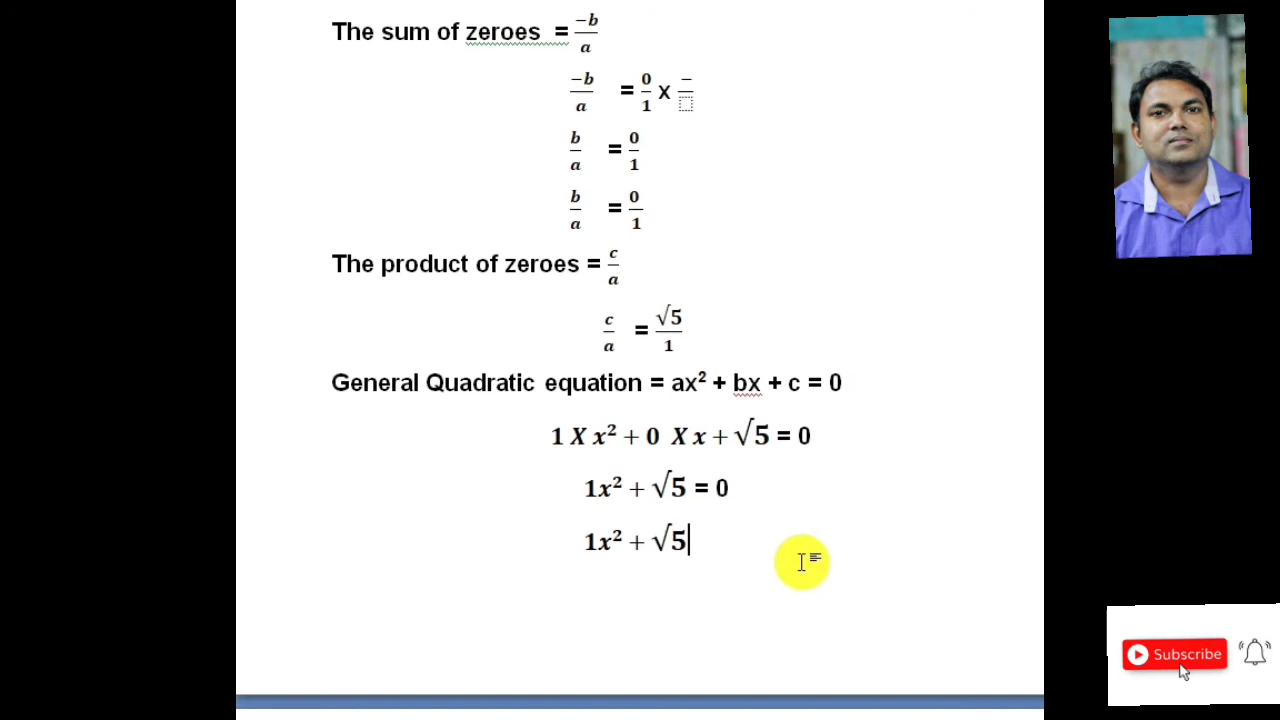 The sum of zeroes = −b/a
−b/a = 0/1 x −/
b/a = 0/1
b/a = 0/1
The product of zeroes = c/a
c/a = √5/1
General Quadratic equation = ax² + bx + c = 0
1 X x² + 0 X x + √5 = 0
1x² + √5 = 0
1x² + √5
Subscribe